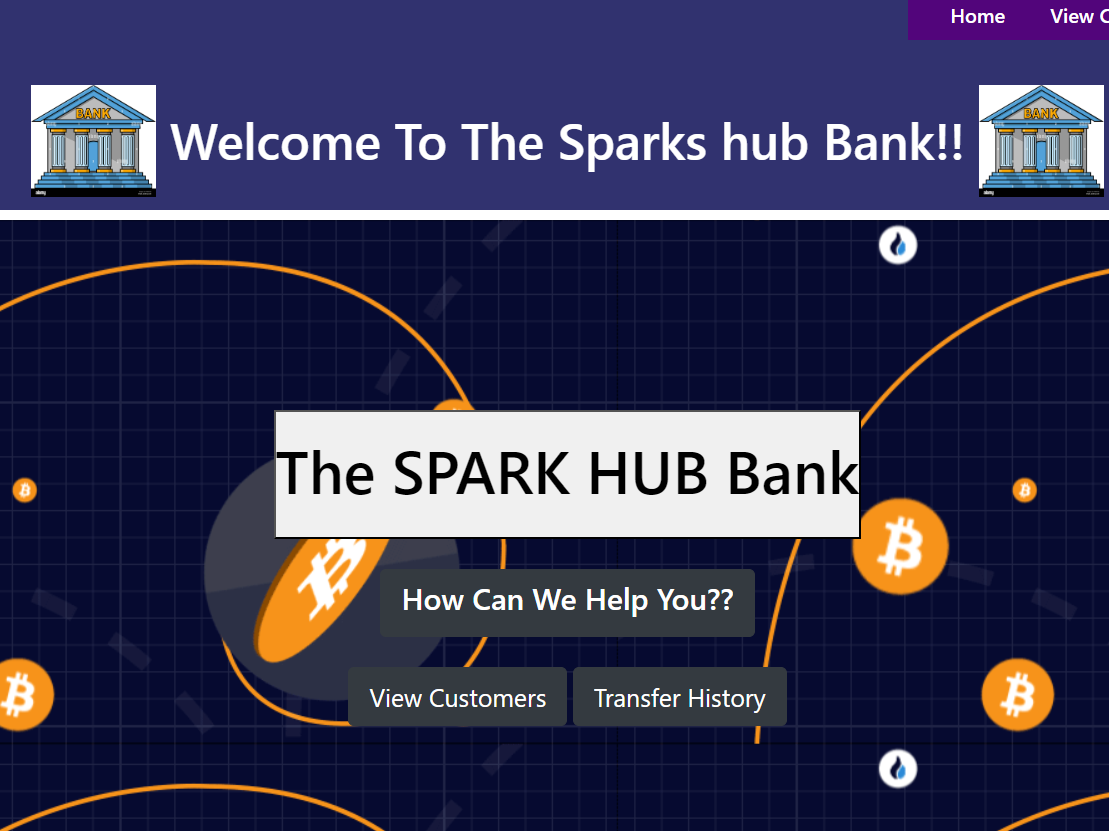 Home View C
BANK
BANK
Welcome To The Sparks hub Bank!!
The SPARK HUB Bank
How Can We Help You??
View Customers Transfer History